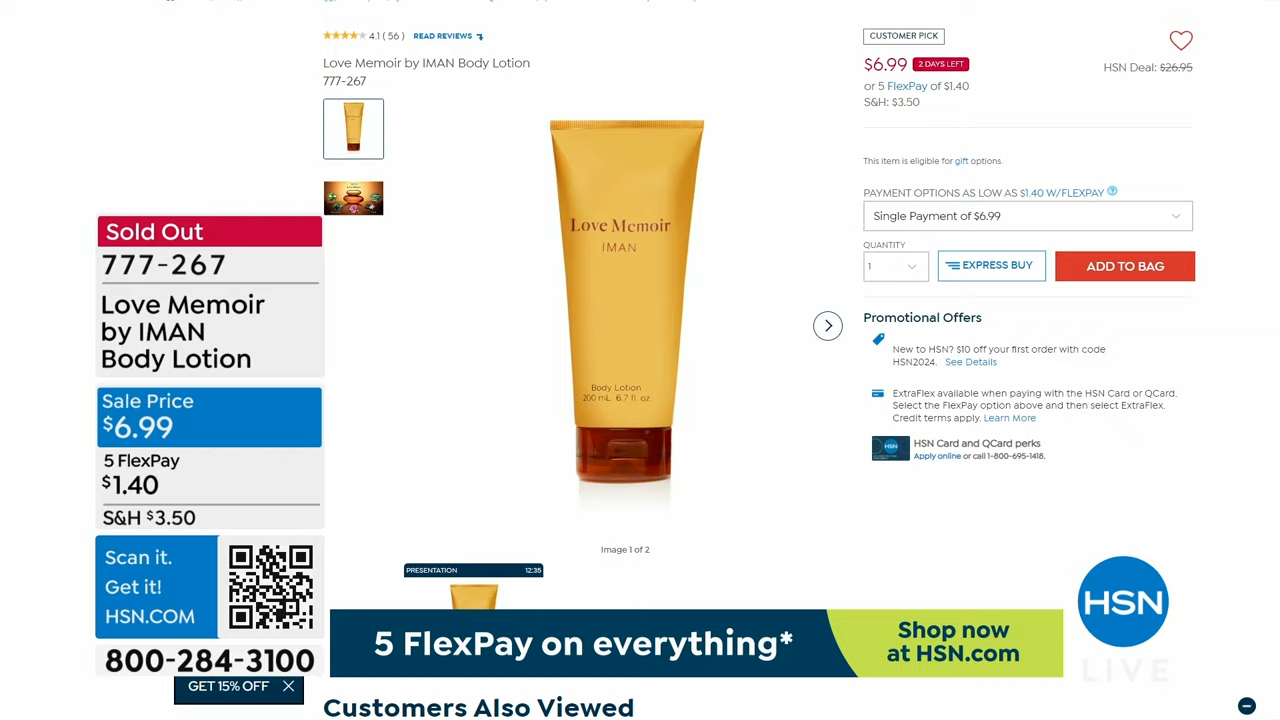 4.1 ( 56 ) READ REVIEWS
Love Memoir by IMAN Body Lotion
777-267
Love Memoir
IMAN
Body Lotion
200 mL 6.7 fl. oz.
Image 1 of 2
CUSTOMER PICK
$6.99 2 DAYS LEFT
HSN Deal: $26.95
or 5 FlexPay of $1.40
S&H: $3.50
This item is eligible for gift options.
PAYMENT OPTIONS AS LOW AS $1.40 W/FLEXPAY ?
Single Payment of $6.99
QUANTITY
1
EXPRESS BUY
ADD TO BAG
Promotional Offers
New to HSN? $10 off your first order with code
HSN2024. See Details
ExtraFlex available when paying with the HSN Card or QCard.
Select the FlexPay option above and then select ExtraFlex.
Credit terms apply. Learn More
HSN
HSN Card and QCard perks
Apply online or call 1-800-695-1418.
Sold Out
777-267
Love Memoir
by IMAN
Body Lotion
Sale Price
$6.99
5 FlexPay
$1.40
S&H $3.50
Scan it.
Get it!
HSN.COM
800-284-3100
GET 15% OFF
PRESENTATION 12:35
5 FlexPay on everything*
Shop now
at HSN.com
HSN
LIVE
Customers Also Viewed